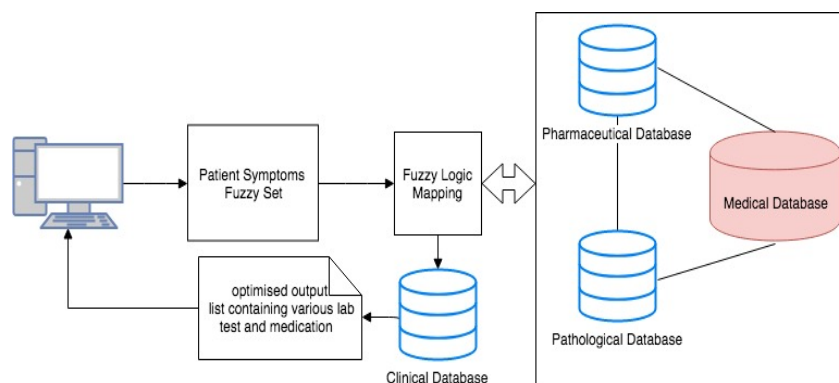 Pharmaceutical Database
Patient Symptoms
Fuzzy Set
Fuzzy Logic
Mapping
Medical Database
optimised output
list containing various lab
test and medication
Pathological Database
Clinical Database